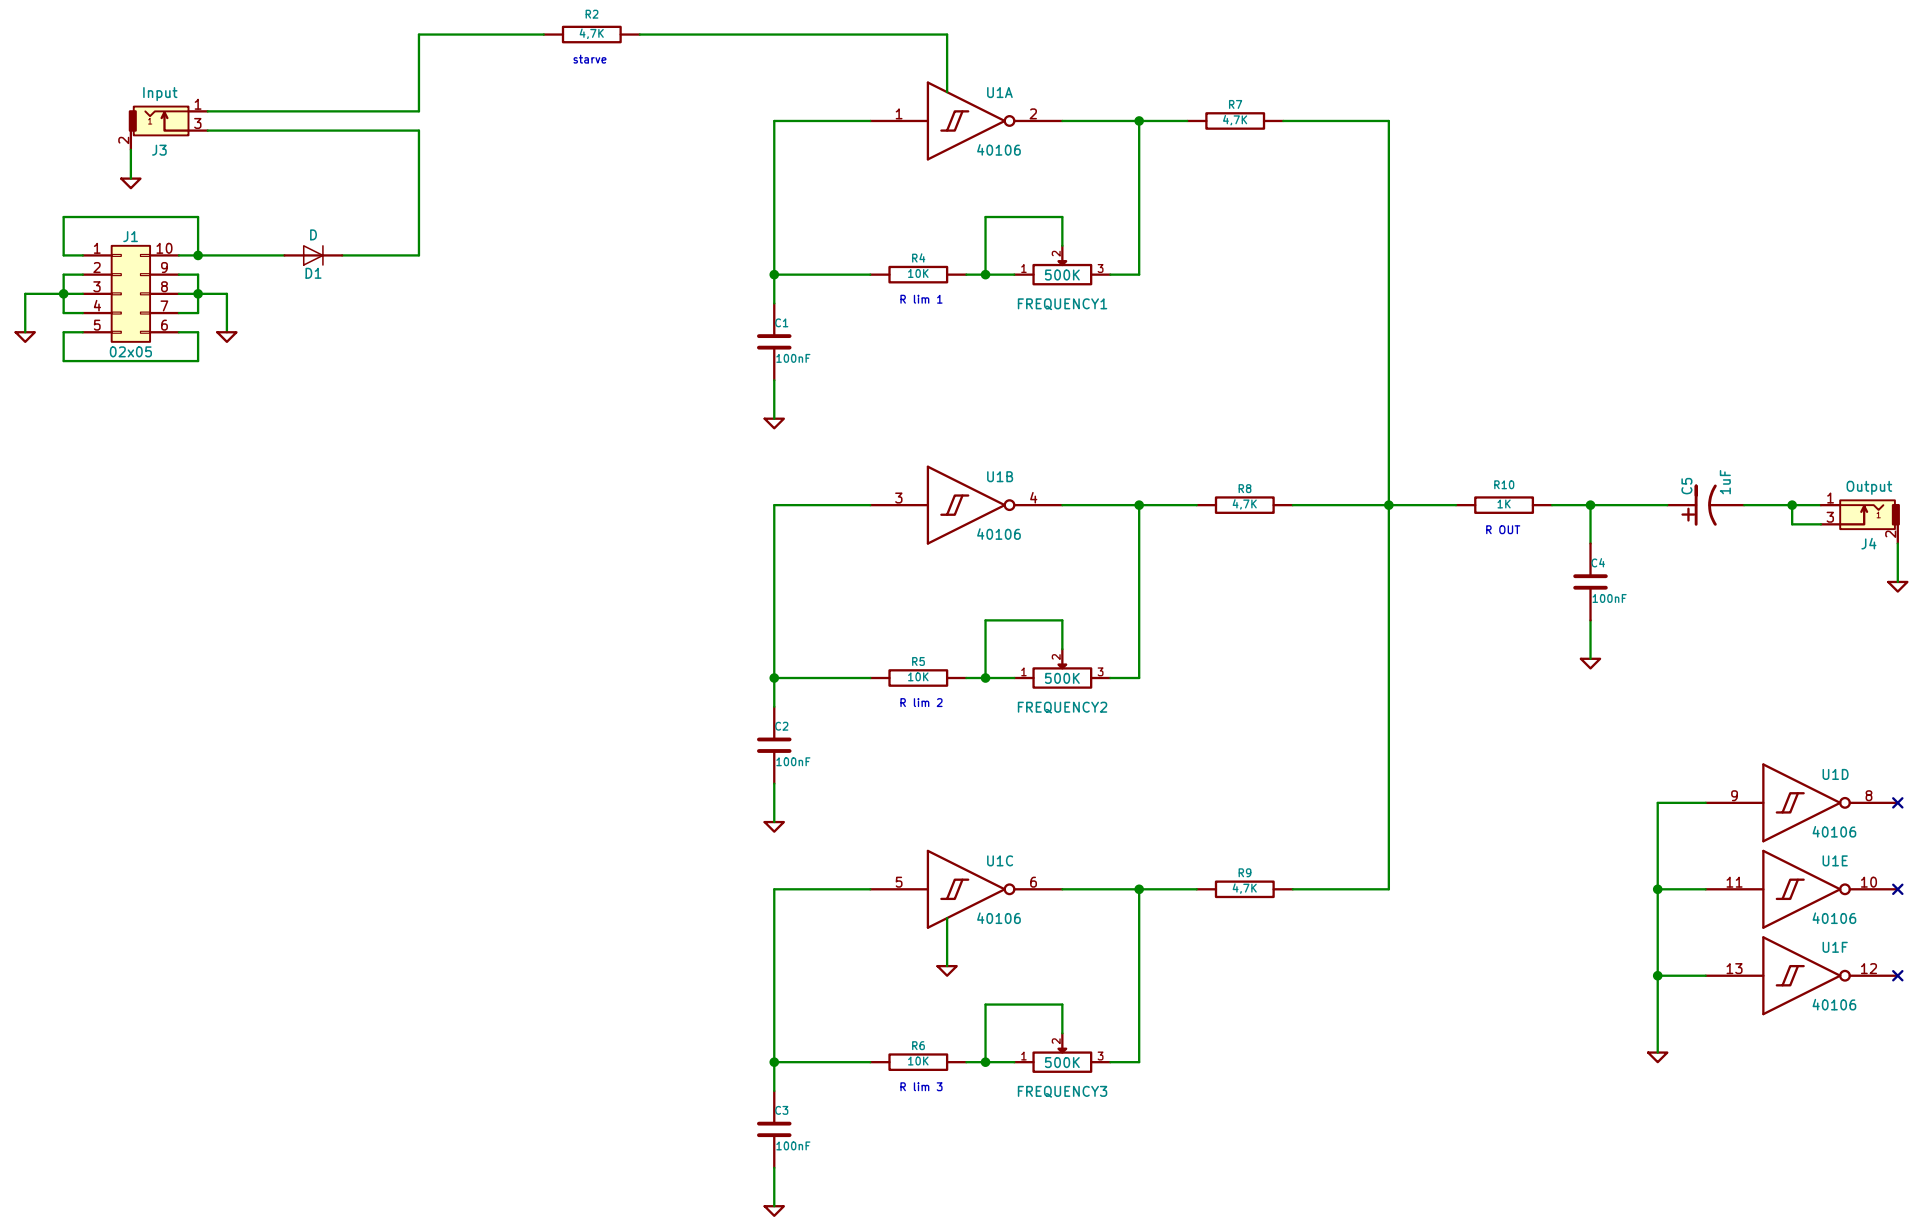 R2
4,7K
starve
Input
1
1
3
2
J3
U1A
1
2
40106
R7
4,7K
J1
1
10
2
9
3
8
4
7
5
6
02x05
D
D1
R4
10K
R lim 1
2
1
500K
3
FREQUENCY1
C1
100nF
U1B
3
4
40106
R8
4,7K
R10
1K
R OUT
C5
1uF
Output
1
3
1
2
J4
C4
100nF
R5
10K
R lim 2
2
1
500K
3
FREQUENCY2
C2
100nF
U1C
5
6
40106
R9
4,7K
U1D
9
8
40106
U1E
11
10
40106
U1F
13
12
40106
R6
10K
R lim 3
2
1
500K
3
FREQUENCY3
C3
100nF